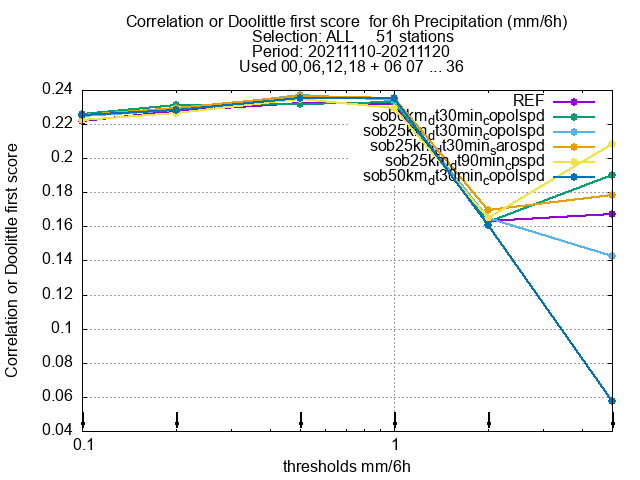 Correlation or Doolittle first score  for 6h Precipitation (mm/6h)
Selection: ALL     51 stations
Period: 20211110-20211120
Used 00,06,12,18 + 06 07 ... 36
REF
sob25km_dt30min_sarospd
sob25km_dt90min_cpspd
sob50km_dt30min_copolspd
0.24
0.22
0.2
0.18
0.16
0.14
0.12
0.1
0.08
0.06
0.04
0.1
1
Correlation or Doolittle first score
thresholds mm/6h